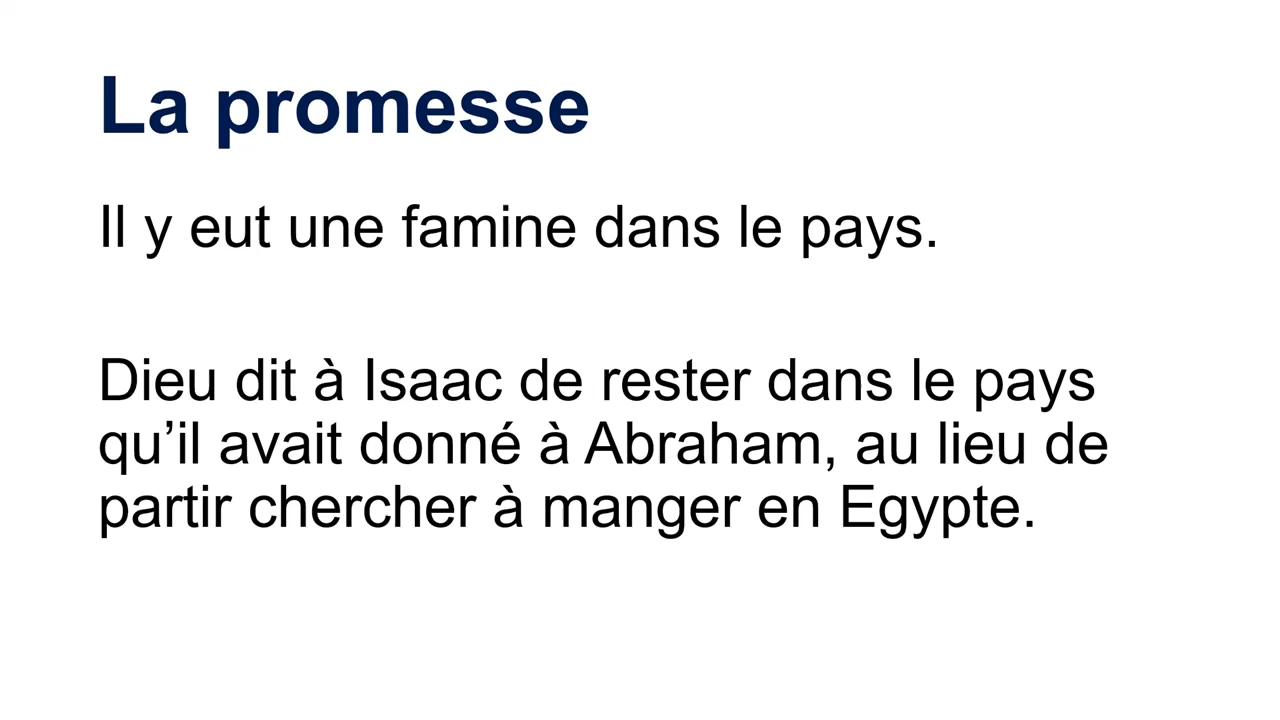 La promesse
Il y eut une famine dans le pays.
Dieu dit à Isaac de rester dans le pays
qu’il avait donné à Abraham, au lieu de
partir chercher à manger en Egypte.